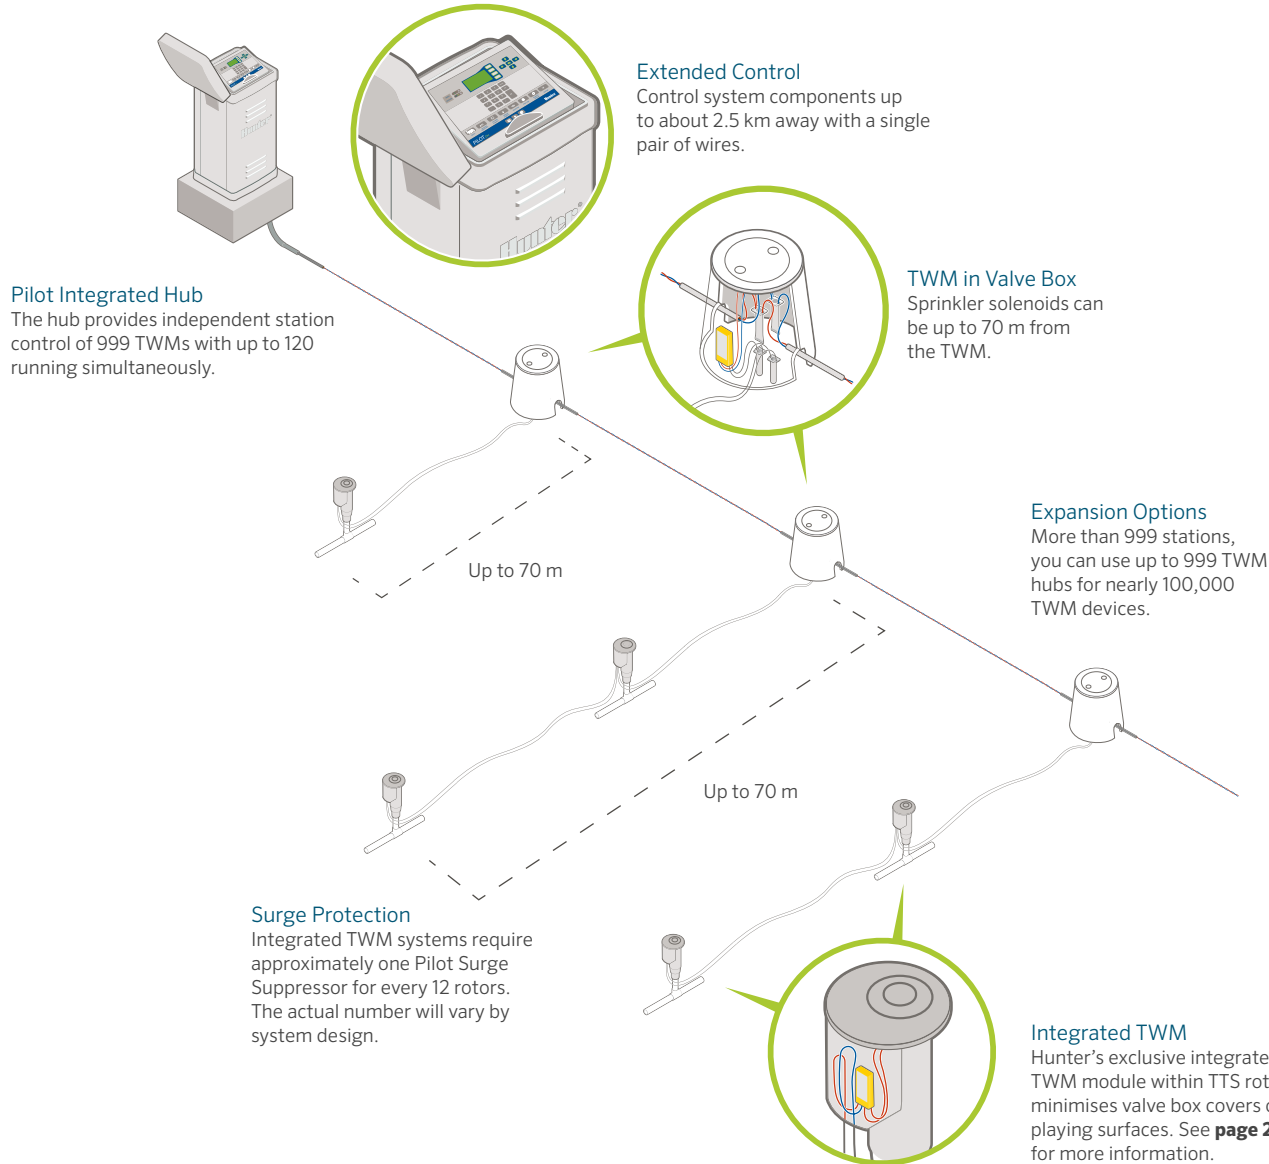 Extended Control
Control system components up
to about 2.5 km away with a single
pair of wires.
PILOT
Hunter
TWM in Valve Box
Sprinkler solenoids can
be up to 70 m from
the TWM.
Pilot Integrated Hub
The hub provides independent station
control of 999 TWMs with up to 120
running simultaneously.
Expansion Options
More than 999 stations,
you can use up to 999 TWM
hubs for nearly 100,000
TWM devices.
Up to 70 m
Up to 70 m
Surge Protection
Integrated TWM systems require
approximately one Pilot Surge
Suppressor for every 12 rotors.
The actual number will vary by
system design.
Integrated TWM
Hunter’s exclusive integrate
TWM module within TTS rot
minimises valve box covers o
playing surfaces. See page 2
for more information.